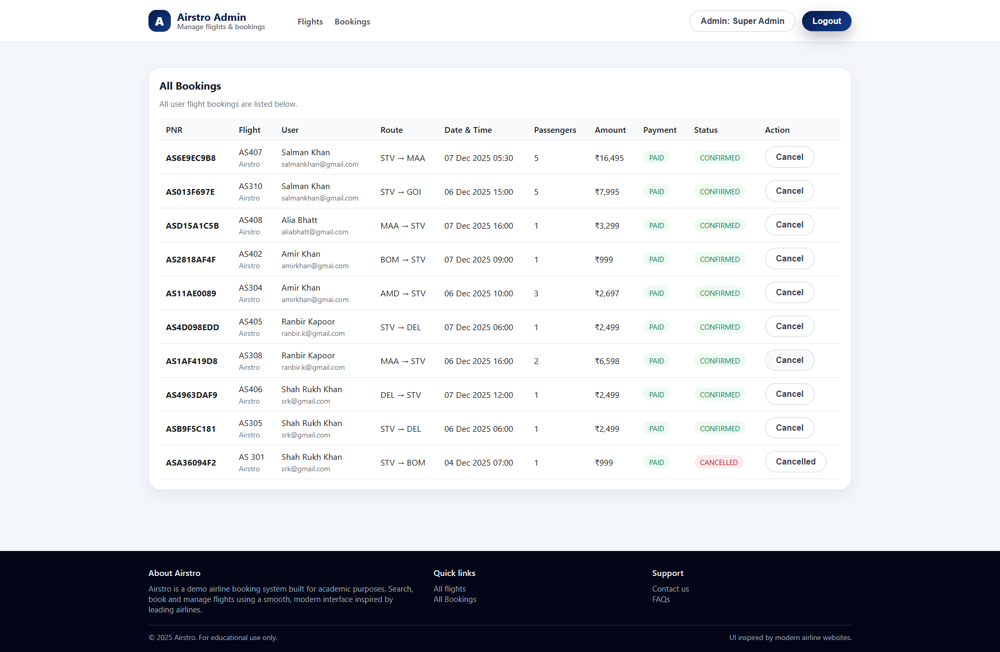 A
Airstro Admin
Manage flights & bookings
Flights Bookings
Admin: Super Admin
Logout
All Bookings
All user flight bookings are listed below.
PNR Flight User Route Date & Time Passengers Amount Payment Status Action
AS6E9EC9B8 AS407 Airstro Salman Khan salmankhan@gmail.com STV → MAA 07 Dec 2025 05:30 5 ₹16,495 PAID CONFIRMED Cancel
AS013F697E AS310 Airstro Salman Khan salmankhan@gmail.com STV → GOI 06 Dec 2025 15:00 5 ₹7,995 PAID CONFIRMED Cancel
ASD15A1C5B AS408 Airstro Alia Bhatt aliabhatt@gmail.com MAA → STV 07 Dec 2025 16:00 1 ₹3,299 PAID CONFIRMED Cancel
AS2818AF4F AS402 Airstro Amir Khan amirkhan@gmai.com BOM → STV 07 Dec 2025 09:00 1 ₹999 PAID CONFIRMED Cancel
AS11AE0089 AS304 Airstro Amir Khan amirkhan@gmai.com AMD → STV 06 Dec 2025 10:00 3 ₹2,697 PAID CONFIRMED Cancel
AS4D098EDD AS405 Airstro Ranbir Kapoor ranbir.k@gmail.com STV → DEL 07 Dec 2025 06:00 1 ₹2,499 PAID CONFIRMED Cancel
AS1AF419D8 AS308 Airstro Ranbir Kapoor ranbir.k@gmail.com MAA → STV 06 Dec 2025 16:00 2 ₹6,598 PAID CONFIRMED Cancel
AS4963DAF9 AS406 Airstro Shah Rukh Khan srk@gmail.com DEL → STV 07 Dec 2025 12:00 1 ₹2,499 PAID CONFIRMED Cancel
ASB9F5C181 AS305 Airstro Shah Rukh Khan srk@gmail.com STV → DEL 06 Dec 2025 06:00 1 ₹2,499 PAID CONFIRMED Cancel
ASA36094F2 AS 301 Airstro Shah Rukh Khan srk@gmail.com STV → BOM 04 Dec 2025 07:00 1 ₹999 PAID CANCELLED Cancelled
About Airstro
Airstro is a demo airline booking system built for academic purposes. Search,
book and manage flights using a smooth, modern interface inspired by
leading airlines.
Quick links
All flights
All Bookings
Support
Contact us
FAQs
© 2025 Airstro. For educational use only.
UI inspired by modern airline websites.